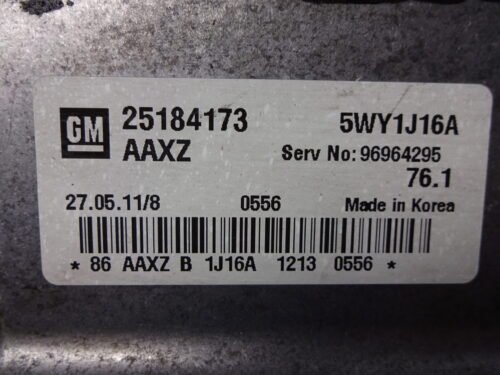 GM 25184173 5WY1J16A
AAXZ Serv No: 96964295
76.1
27.05.11/8 0556 Made in Korea
* 86 AAXZ B 1J16A 1213 0556 *